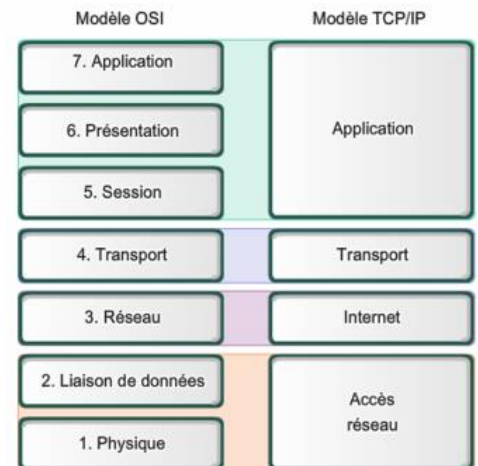 Modèle OSI
Modèle TCP/IP
7. Application
6. Présentation
5. Session
4. Transport
3. Réseau
2. Liaison de données
1. Physique
Application
Transport
Internet
Accès
réseau